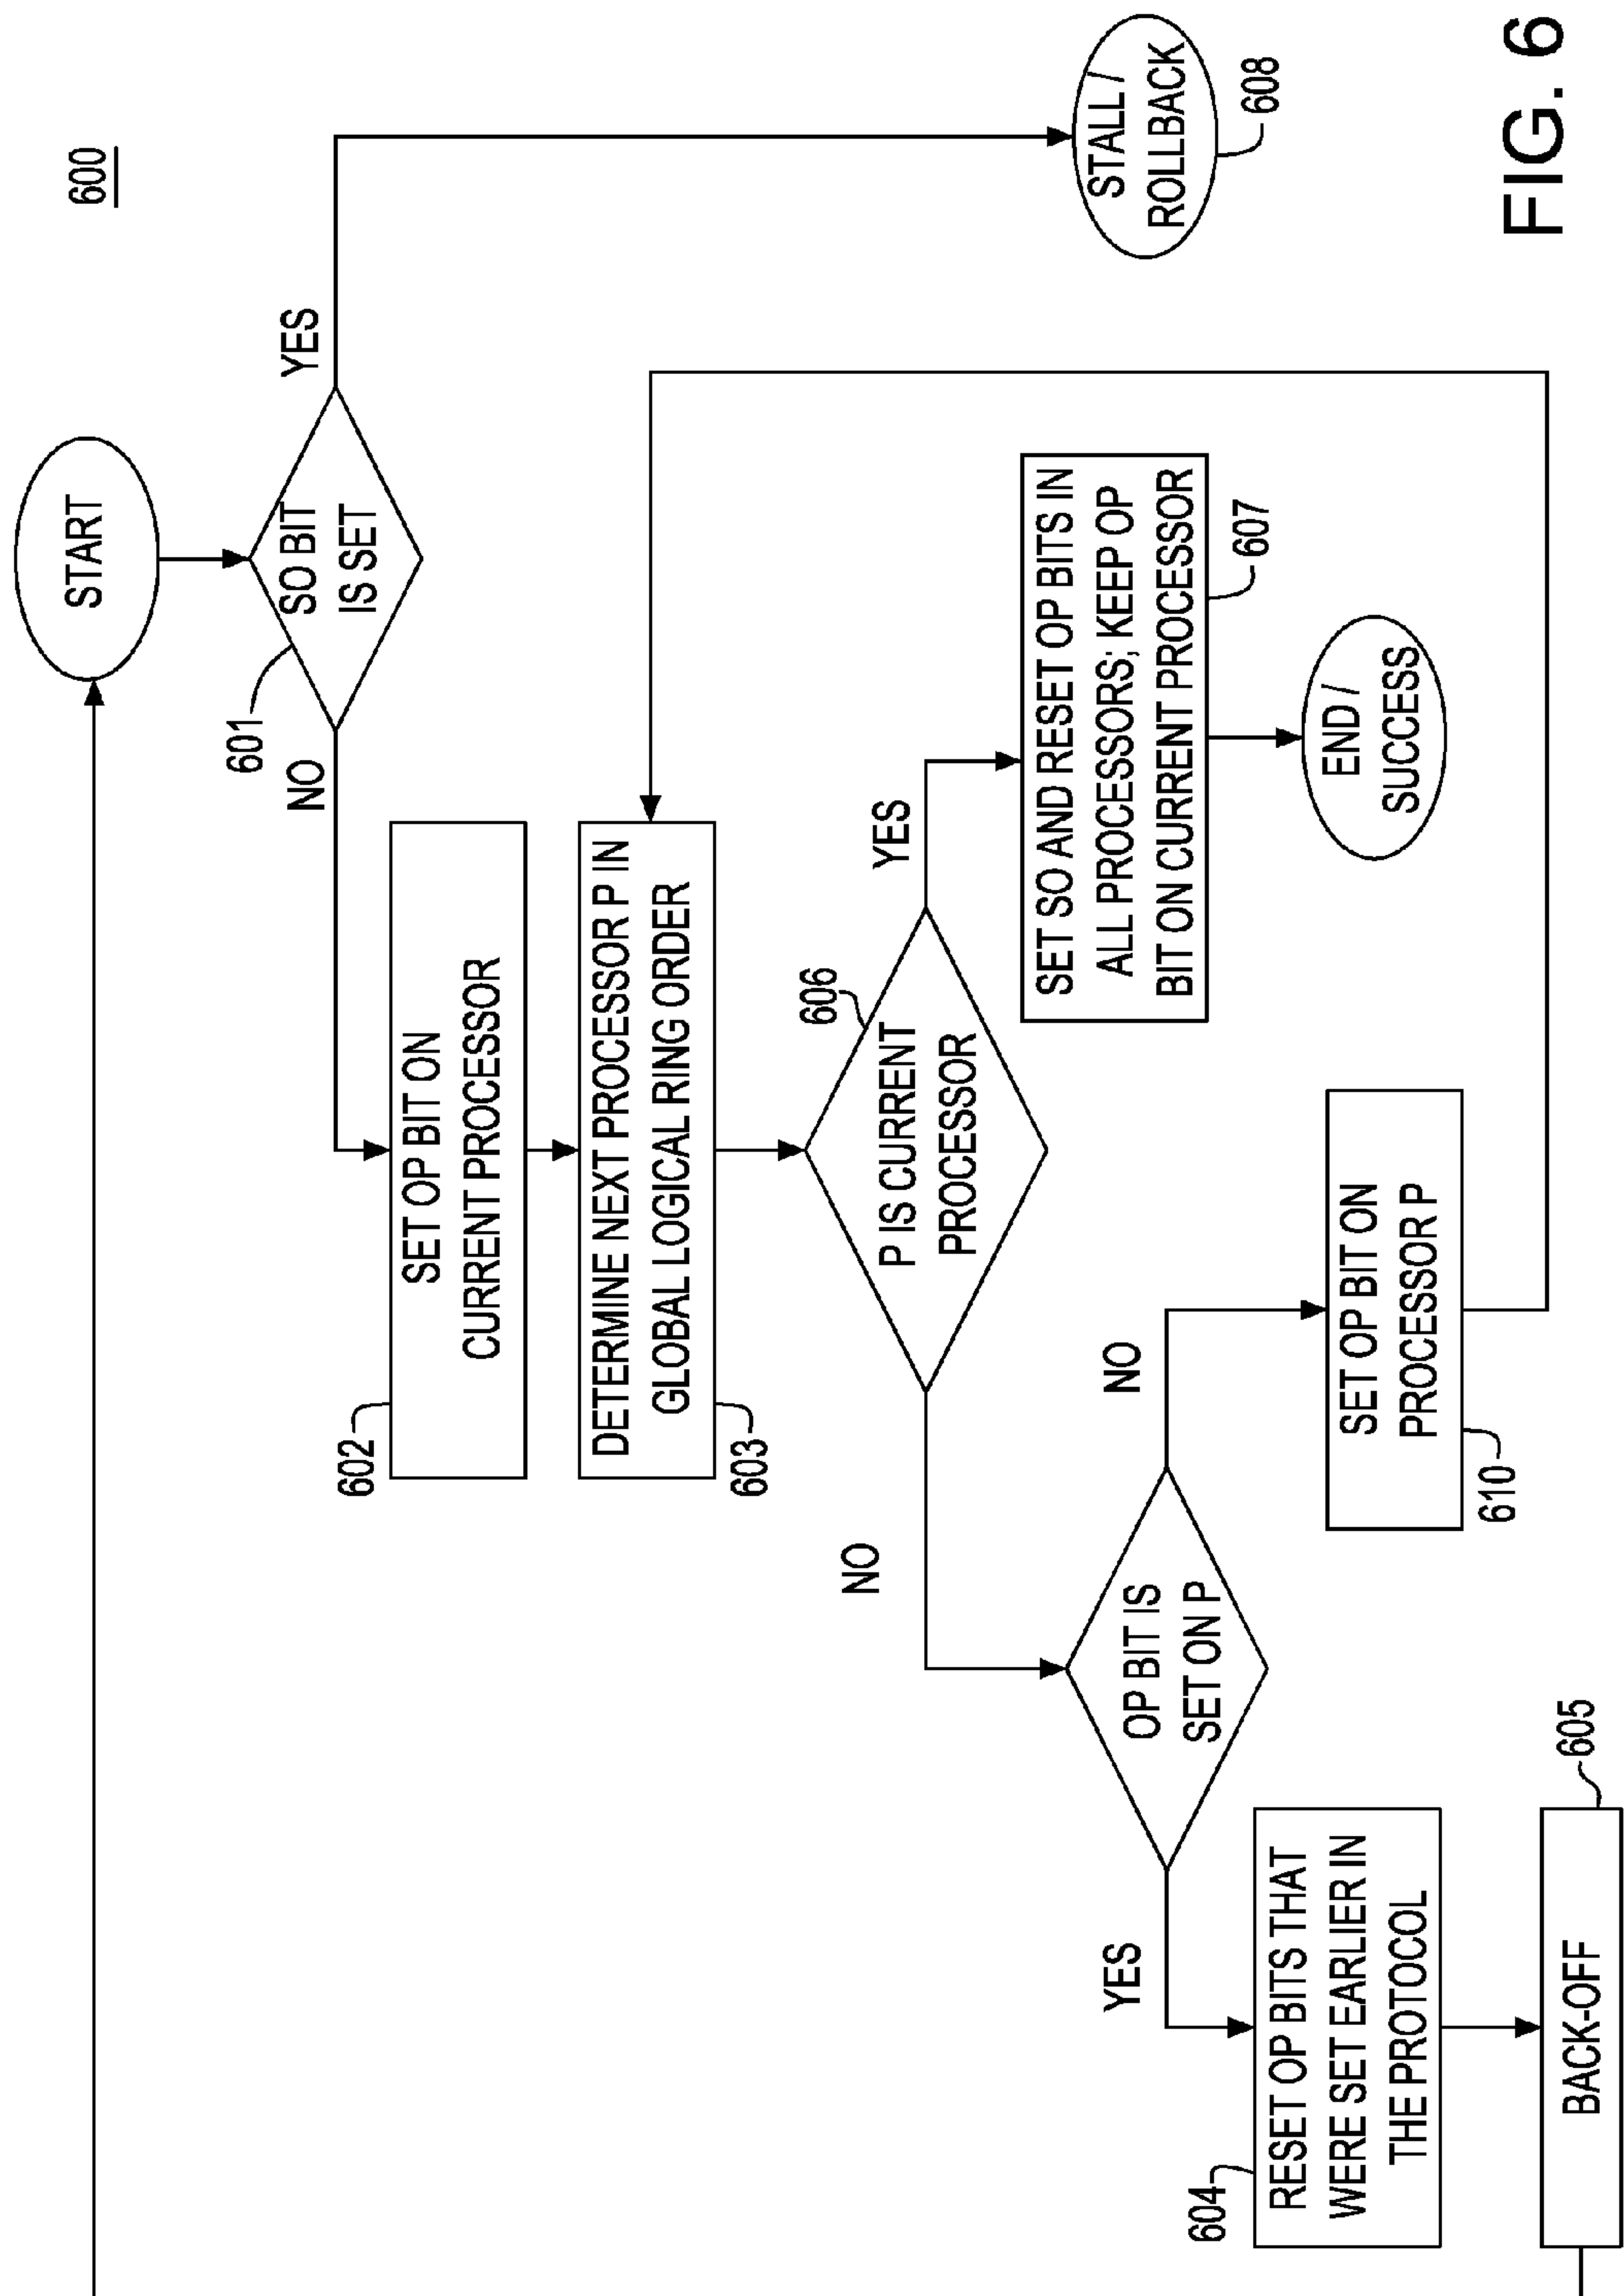 600
START
SO BIT
IS SET
601
YES
NO
602
SET OP BIT ON
CURRENT PROCESSOR
603
DETERMINE NEXT PROCESSOR P IN
GLOBAL LOGICAL RING ORDER
606
P IS CURRENT
PROCESSOR
YES
NO
SET SO AND RESET OP BITS IN
ALL PROCESSORS; KEEP OP
BIT ON CURRENT PROCESSOR
607
END /
SUCCESS
STALL /
ROLLBACK
608
OP BIT IS
SET ON P
NO
YES
SET OP BIT ON
PROCESSOR P
610
604
RESET OP BITS THAT
WERE SET EARLIER IN
THE PROTOCOL
BACK-OFF
605
FIG. 6